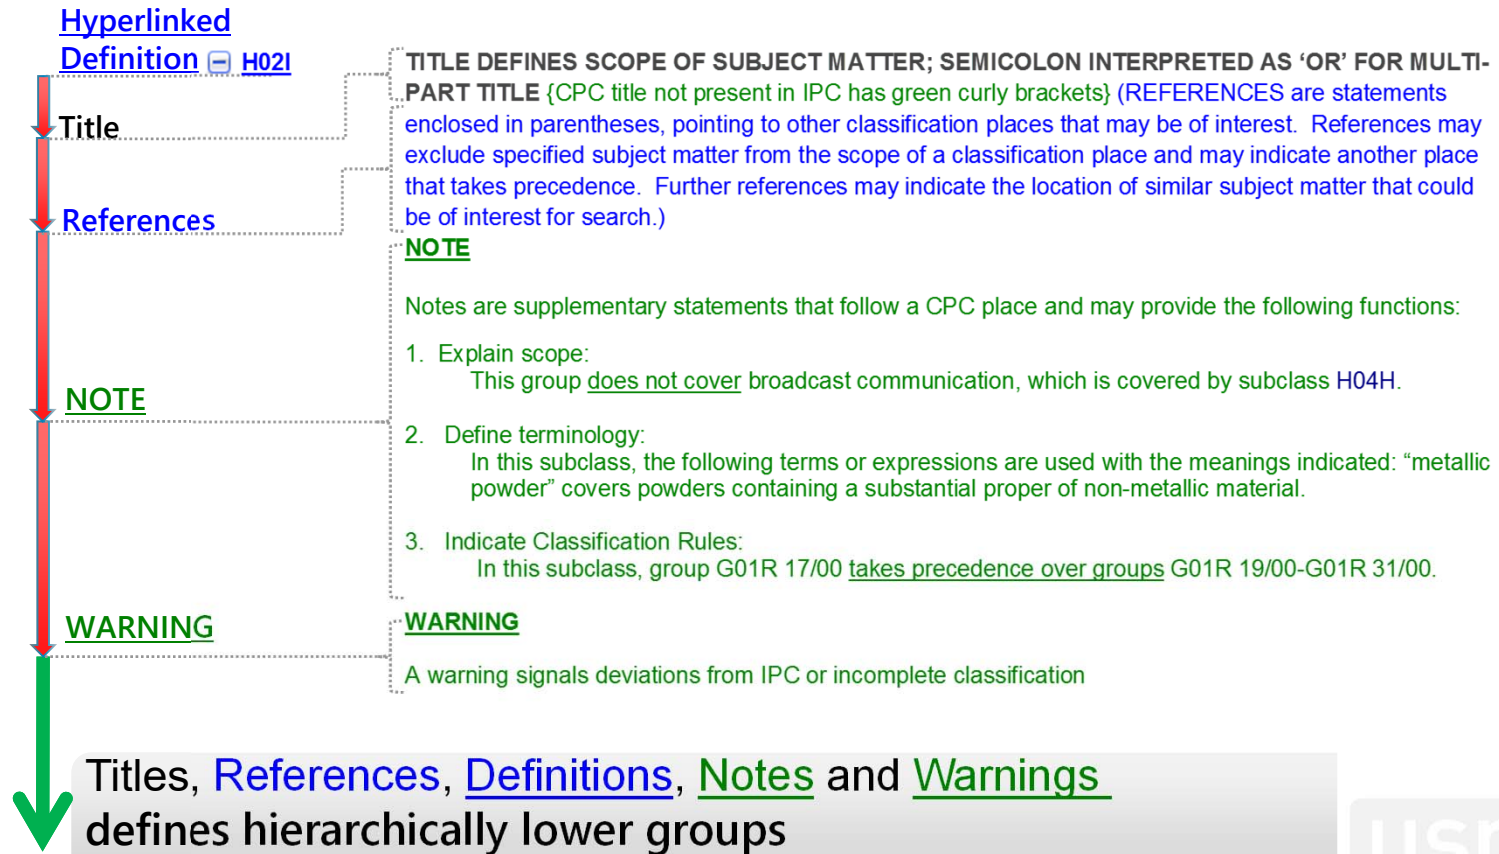 Hyperlinked
Definition H02I
TITLE DEFINES SCOPE OF SUBJECT MATTER; SEMICOLON INTERPRETED AS ‘OR’ FOR MULTI-
PART TITLE {CPC title not present in IPC has green curly brackets} (REFERENCES are statements
Title
enclosed in parentheses, pointing to other classification places that may be of interest. References may
exclude specified subject matter from the scope of a classification place and may indicate another place
that takes precedence. Further references may indicate the location of similar subject matter that could
References
be of interest for search.)
NOTE
Notes are supplementary statements that follow a CPC place and may provide the following functions:
1. Explain scope:
This group does not cover broadcast communication, which is covered by subclass H04H.
NOTE
2. Define terminology:
In this subclass, the following terms or expressions are used with the meanings indicated: “metallic
powder” covers powders containing a substantial proper of non-metallic material.
3. Indicate Classification Rules:
In this subclass, group G01R 17/00 takes precedence over groups G01R 19/00-G01R 31/00.
WARNING
WARNING
A warning signals deviations from IPC or incomplete classification
Titles, References, Definitions, Notes and Warnings
defines hierarchically lower groups